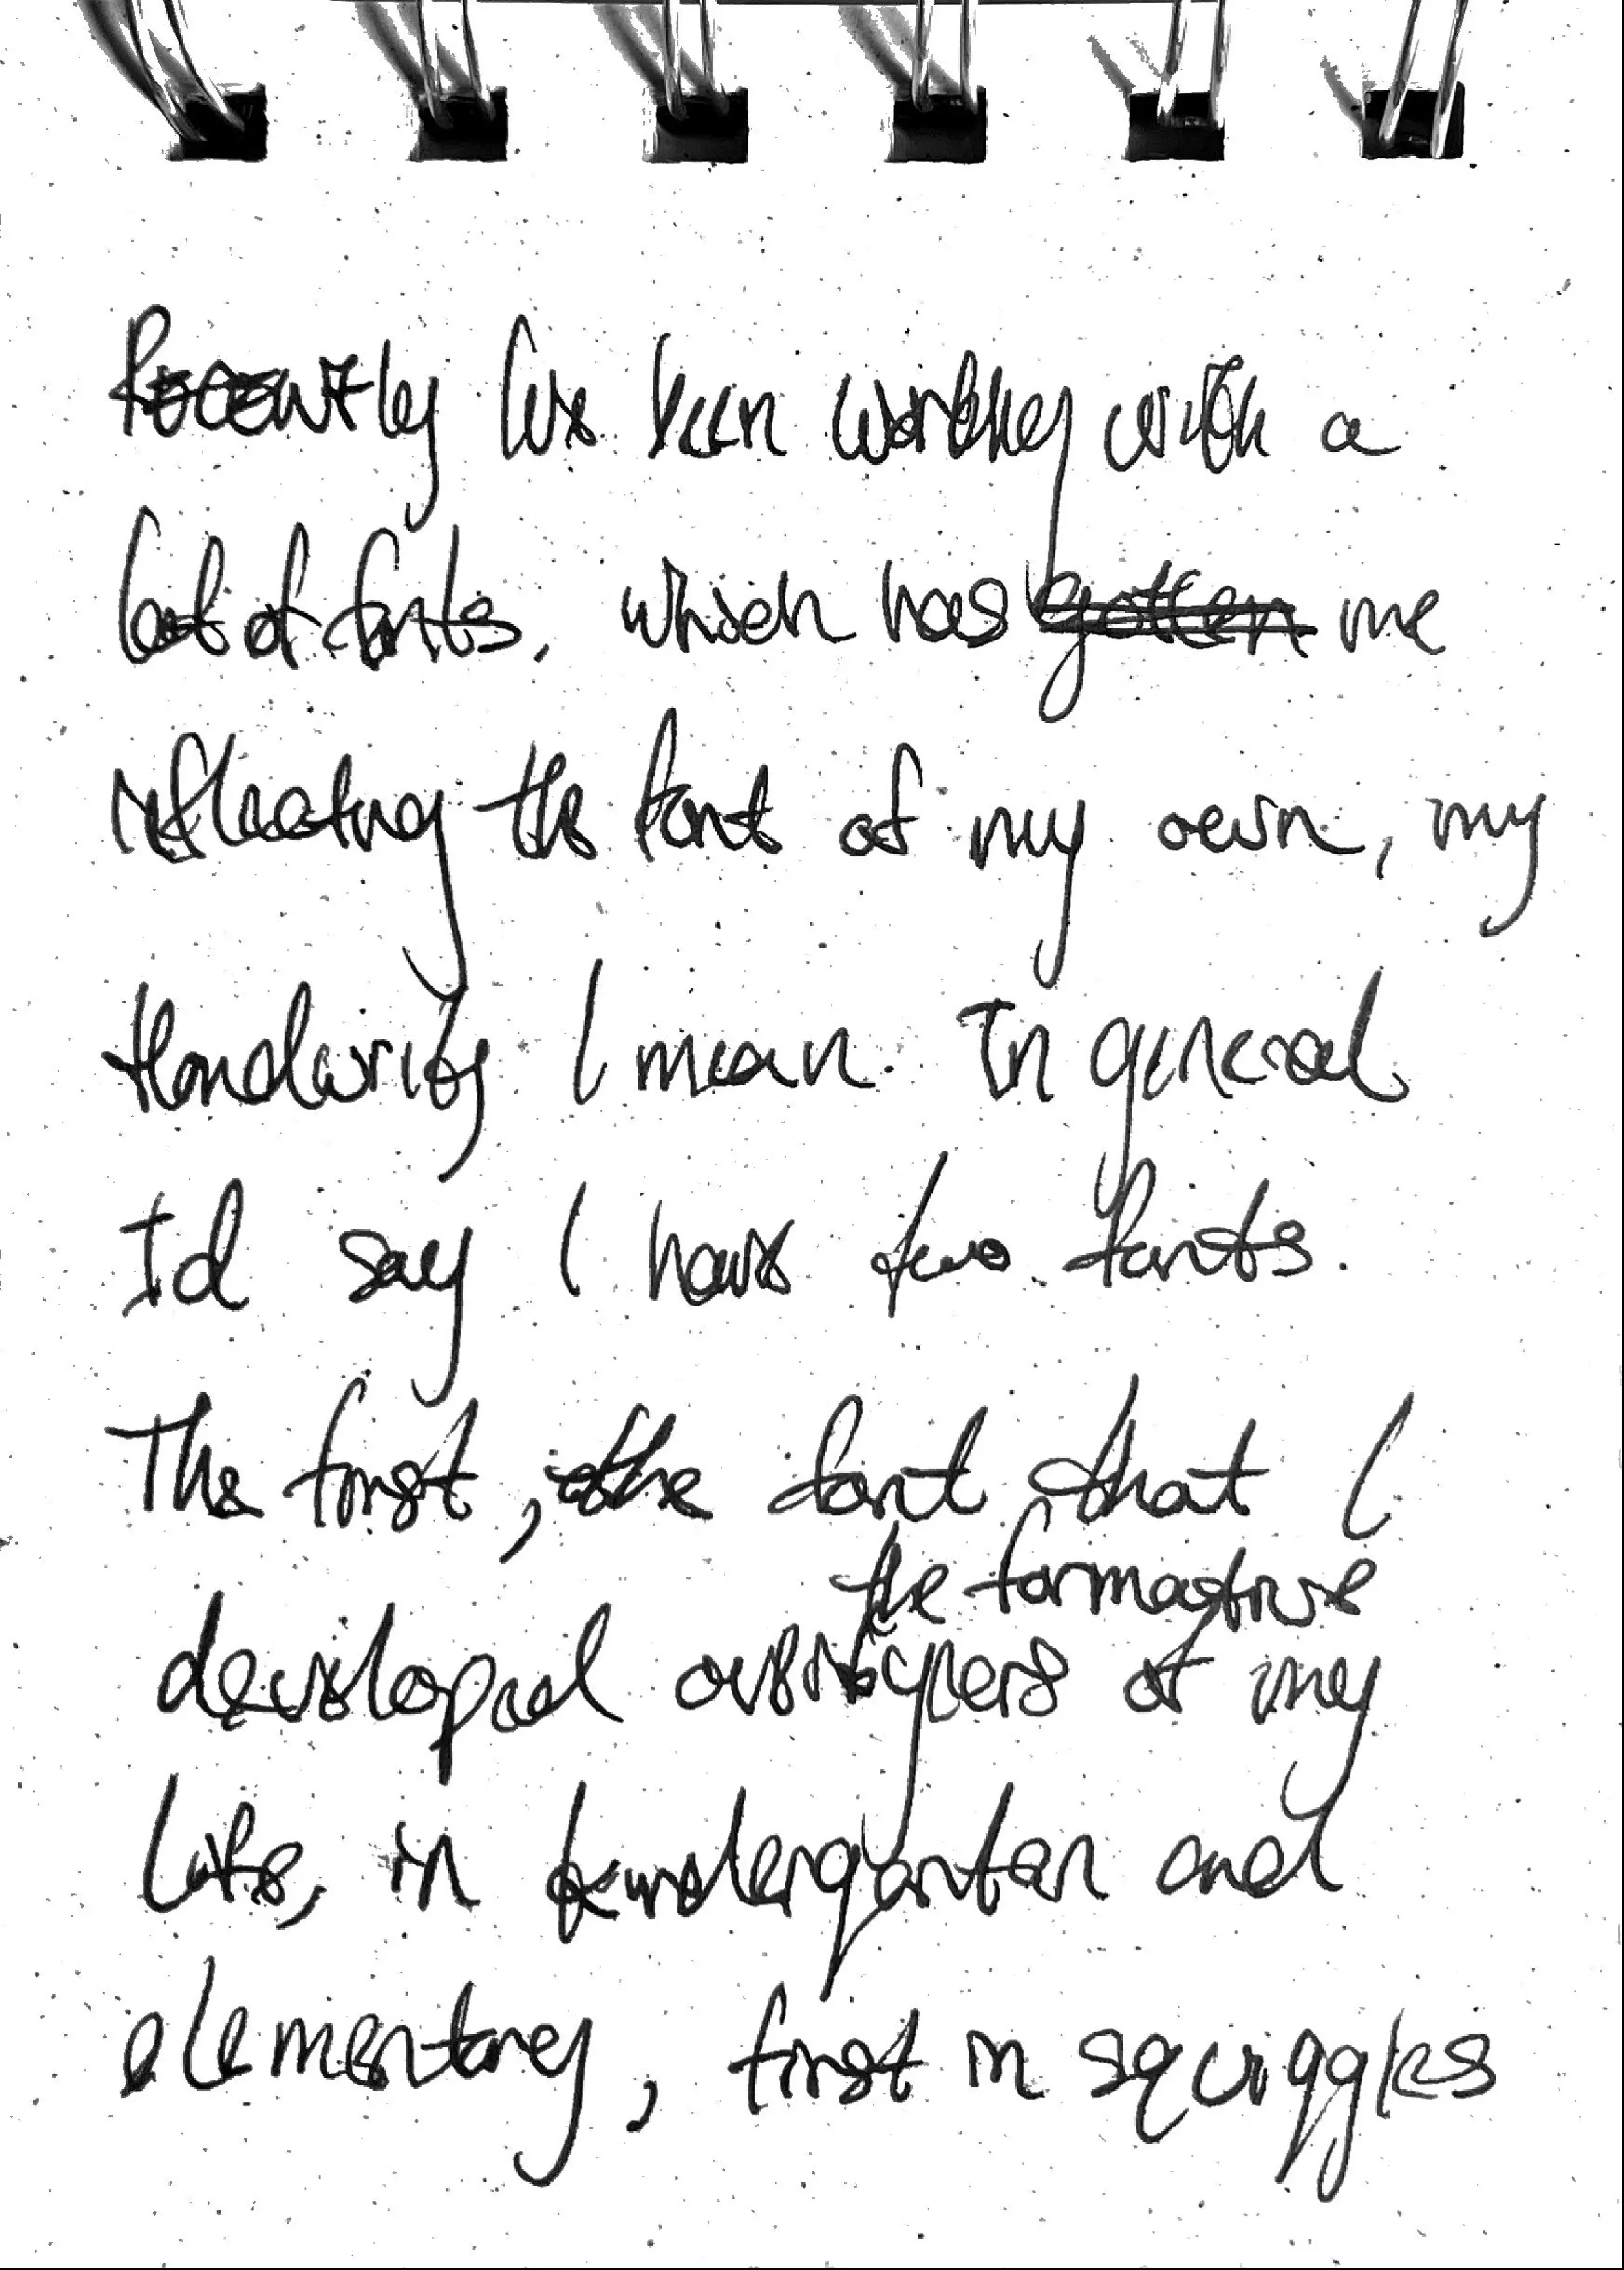 Recently I've been working with a
lot of fonts, which has gotten me
reflecting the font of my own, my
Handwriting I mean. In general
I'd say I have two fonts.
The first, the font that I
the formative
developed over years of my
life, in kindergarten and
elementary, first in squiggles